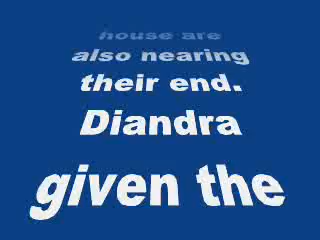 house are
also nearing
their end.
Diandra
given the